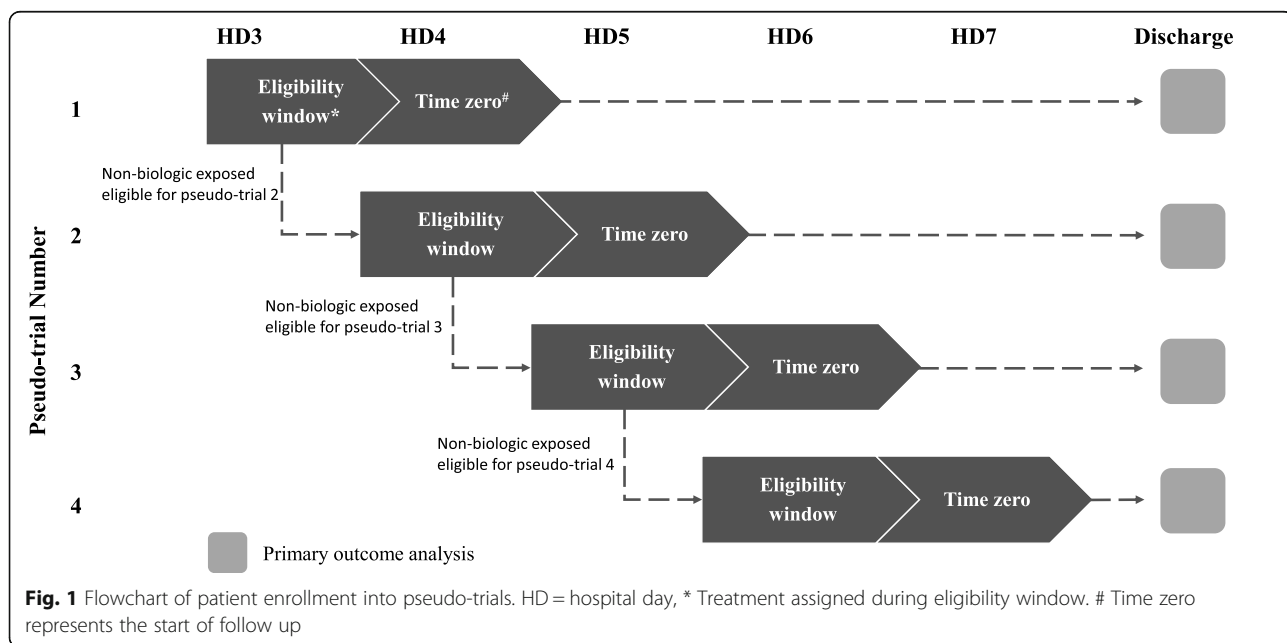 HD3 HD4 HD5 HD6 HD7 Discharge
1
Eligibility
window*
Time zero#
Non-biologic exposed
eligible for pseudo-trial 2
Pseudo-trial Number
2
Eligibility
window
Time zero
Non-biologic exposed
eligible for pseudo-trial 3
3
Eligibility
window
Time zero
Non-biologic exposed
eligible for pseudo-trial 4
4
Eligibility
window
Time zero
Primary outcome analysis
Fig. 1 Flowchart of patient enrollment into pseudo-trials. HD = hospital day, * Treatment assigned during eligibility window. # Time zero
represents the start of follow up